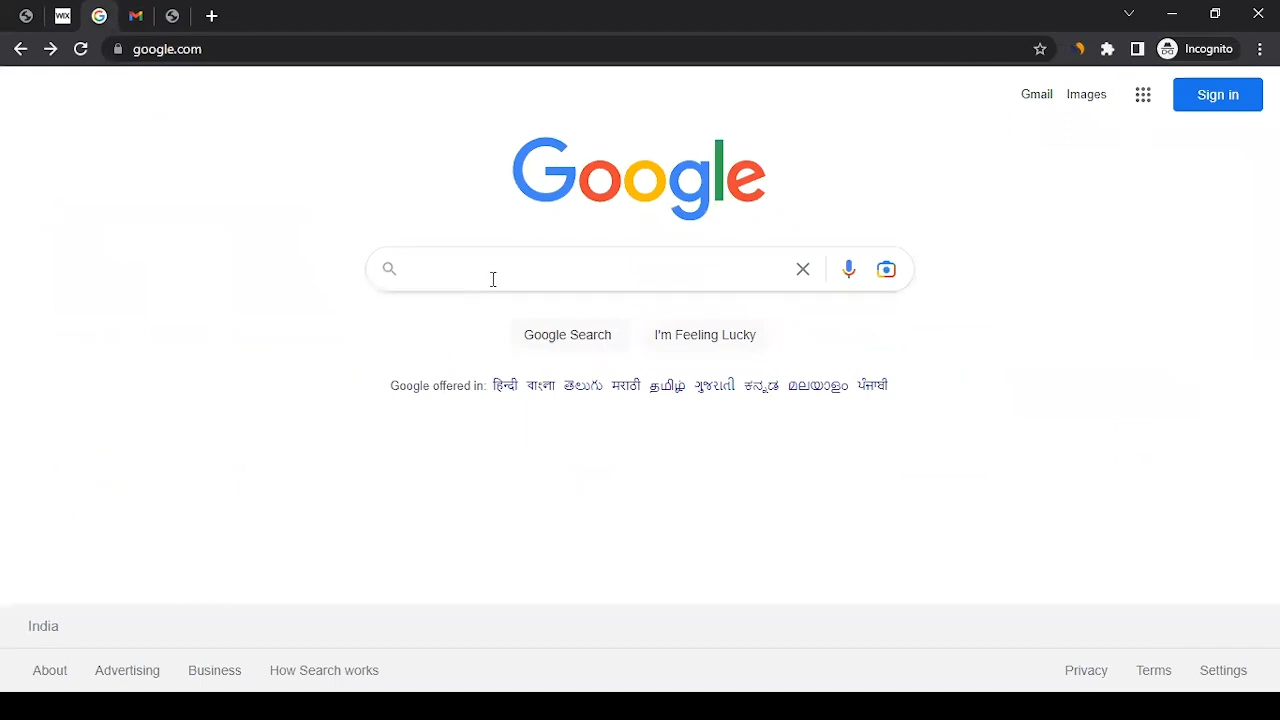 WIX
google.com
Incognito
Gmail Images
Sign in
Google
Google Search I'm Feeling Lucky
Google offered in: हिन्दी বাংলা తెలుగు मराठी தமிழ் ગુજરાતી ಕನ್ನಡ മലയാളം ਪੰਜਾਬੀ
India
About Advertising Business How Search works Privacy Terms Settings